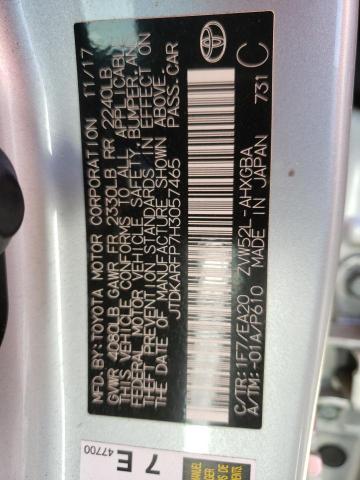 MFD.BY:TOYOTA MOTOR CORPORATION 11/17
GVWR 4080LB GAWR FR 2330LB RR 2240LB
THIS VEHICLE CONFORMS TO ALL APPLICABLE
FEDERAL MOTOR VEHICLE SAFETY, BUMPER, AND
THEFT PREVENTION STANDARDS IN EFFECT ON
THE DATE OF MANUFACTURE SHOWN ABOVE.
JTDKARFP7H3057465 PASS.CAR
C/TR:1F7/EA20 ZVW52L-AHXGBA
A/TM:-01A/P610 MADE IN JAPAN 731 C
TOYOTA
47700
7 E
MANUEL